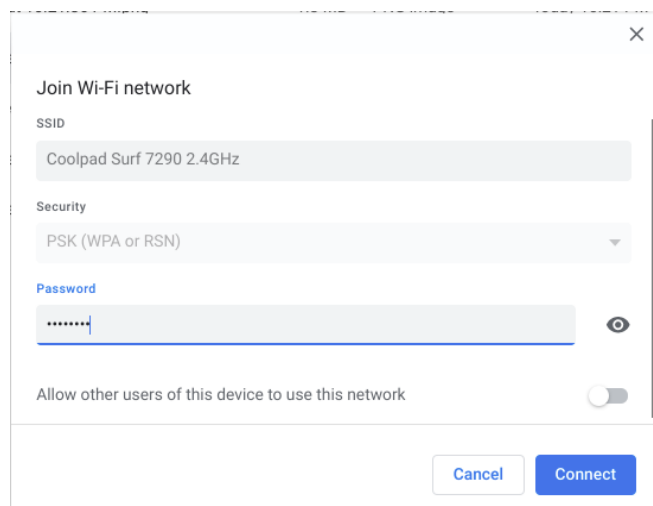 Join Wi-Fi network
SSID
Coolpad Surf 7290 2.4GHz
Security
PSK (WPA or RSN)
Password
••••••••
Allow other users of this device to use this network
Cancel
Connect